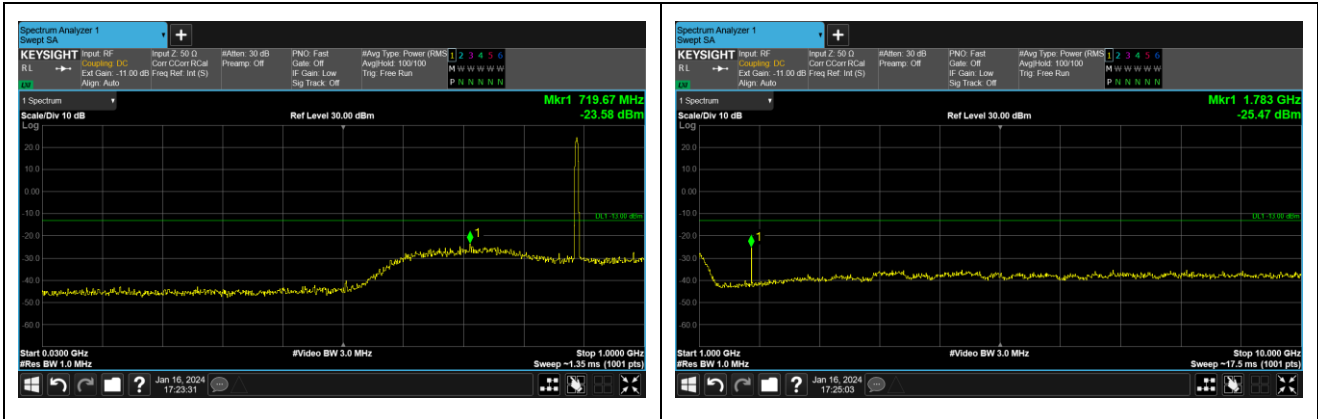 Spectrum Analyzer 1
Swept SA
+
KEYSIGHT Input: RF Input Z: 50 Ω #Atten: 30 dB PNO: Fast #Avg Type: Power (RMS 1 2 3 4 5 6
R L Coupling: DC Corr CCorr RCal Preamp: Off Gate: Off Avg|Hold: 100/100 M W W W W W
Ext Gain: -11.00 dB Freq Ref: Int (S) IF Gain: Low Trig: Free Run P N N N N N
Align: Auto Sig Track: Off
1 Spectrum Mkr1 719.67 MHz
Scale/Div 10 dB Ref Level 30.00 dBm -23.58 dBm
Log
20.0
10.0
0.00
-10.0 DL1 -13.00 dBm
-20.0 1
-30.0
-40.0
-50.0
-60.0
Start 0.0300 GHz #Video BW 3.0 MHz Stop 1.0000 GHz
#Res BW 1.0 MHz Sweep ~1.35 ms (1001 pts)
? Jan 16, 2024
17:23:31
Spectrum Analyzer 1
Swept SA
+
KEYSIGHT Input: RF Input Z: 50 Ω #Atten: 30 dB PNO: Fast #Avg Type: Power (RMS 1 2 3 4 5 6
R L Coupling: DC Corr CCorr RCal Preamp: Off Gate: Off Avg|Hold: 100/100 M W W W W W
Ext Gain: -11.00 dB Freq Ref: Int (S) IF Gain: Low Trig: Free Run P N N N N N
Align: Auto Sig Track: Off
1 Spectrum Mkr1 1.783 GHz
Scale/Div 10 dB Ref Level 30.00 dBm -25.47 dBm
Log
20.0
10.0
0.00
-10.0 DL1 -13.00 dBm
-20.0 1
-30.0
-40.0
-50.0
-60.0
Start 1.000 GHz #Video BW 3.0 MHz Stop 10.000 GHz
#Res BW 1.0 MHz Sweep ~17.5 ms (1001 pts)
? Jan 16, 2024
17:25:03